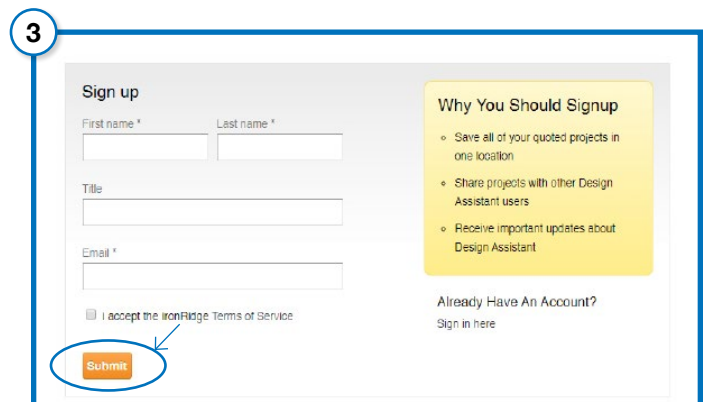 3
Sign up
First name *
Last name *
Title
Email *
I accept the IronRidge Terms of Service
Submit
Why You Should Signup
Save all of your quoted projects in
one location
Share projects with other Design
Assistant users
Receive important updates about
Design Assistant
Already Have An Account?
Sign in here